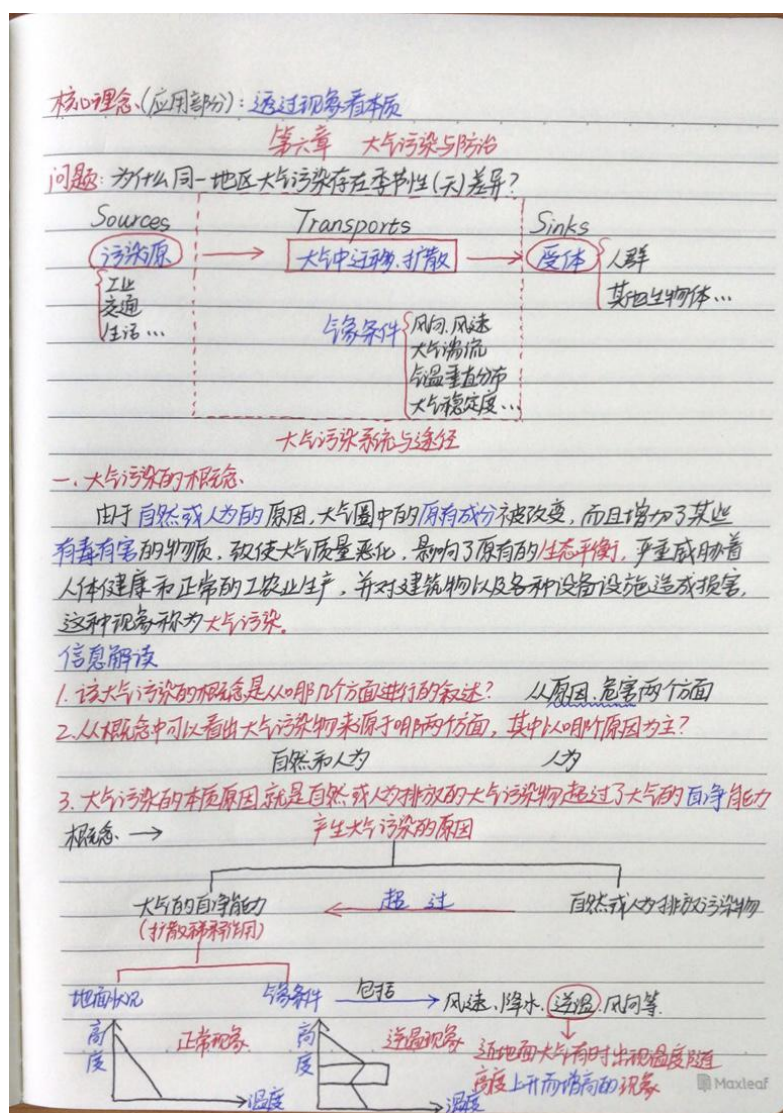 核心理念(应用部分):透过现象看本质
第六章 大气污染与防治
问题:为什么同一地区大气污染存在季节性(天)差异?
Sources Transports Sinks
污染源 大气中迁移、扩散 受体
人群
其他生物体…
工业
交通
生活…
气象条件
风向、风速
大气湍流
气温垂直分布
大气稳定度…
大气污染系统与途径
一、大气污染的概念
由于自然或人为的原因,大气圈中的原有成分被改变,而且增加了某些
有毒有害的物质,致使大气质量恶化,影响了原有的生态平衡,严重威胁着
人体健康和正常的工农业生产,并对建筑物以及各种设备设施造成损害,
这种现象称为大气污染。
信息解读
1.该大气污染的概念是从哪几个方面进行的叙述? 从原因、危害两个方面
2.从概念中可以看出大气污染物来源于哪两个方面,其中以哪个原因为主?
自然和人为 人为
3.大气污染的本质原因就是自然或人为排放的大气污染物超过了大气的自净能力
概念 → 产生大气污染的原因
大气的自净能力 超过 自然或人为排放污染物
(扩散稀释作用)
地面状况 气象条件 包括 风速、降水、逆温、风向等
高度 正常现象 温度
高度 逆温现象 温度
近地面大气有时出现温度随
高度上升而增高的现象
Maxleaf